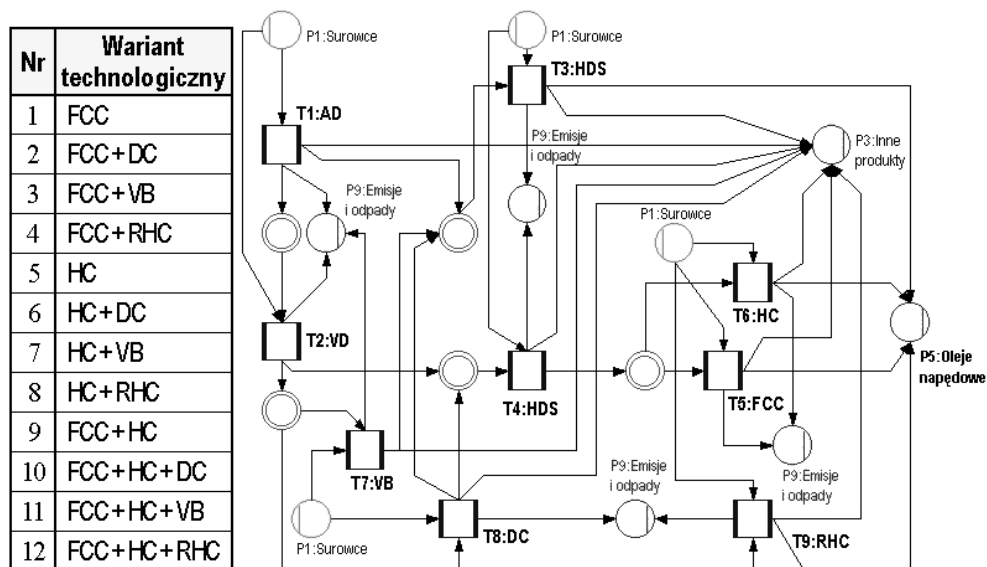 Nr Wariant technologiczny
1 FCC
2 FCC+DC
3 FCC+VB
4 FCC+RHC
5 HC
6 HC+DC
7 HC+VB
8 HC+RHC
9 FCC+HC
10 FCC+HC+DC
11 FCC+HC+VB
12 FCC+HC+RHC
P1:Surowce
P1:Surowce
T3:HDS
T1:AD
P9:Emisje
i odpady
P3:Inne
produkty
P9:Emisje
i odpady
P1:Surowce
T6:HC
T2:VD
P5:Oleje
napędowe
T4:HDS
T5:FCC
T7:VB
P9:Emisje
i odpady
P9:Emisje
i odpady
P1:Surowce
T8:DC
T9:RHC